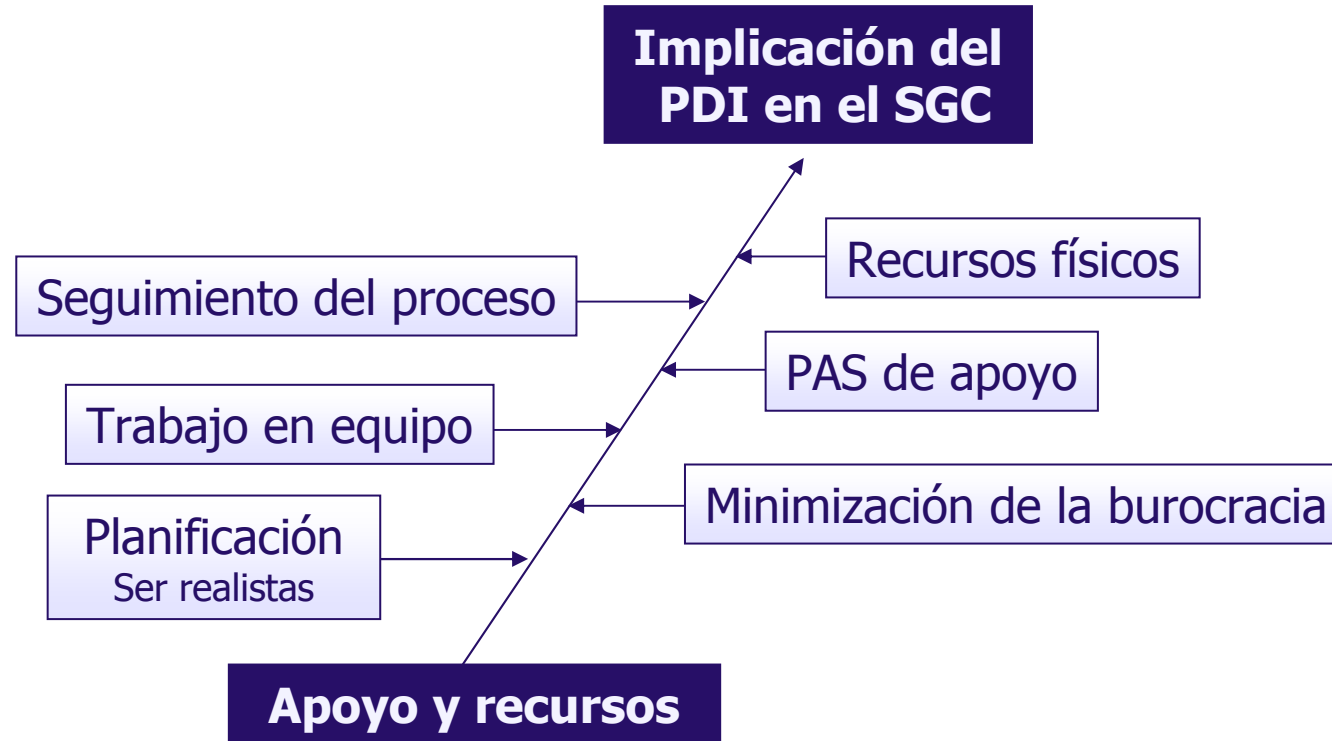 Implicación del
PDI en el SGC
Recursos físicos
Seguimiento del proceso
PAS de apoyo
Trabajo en equipo
Minimización de la burocracia
Planificación
Ser realistas
Apoyo y recursos